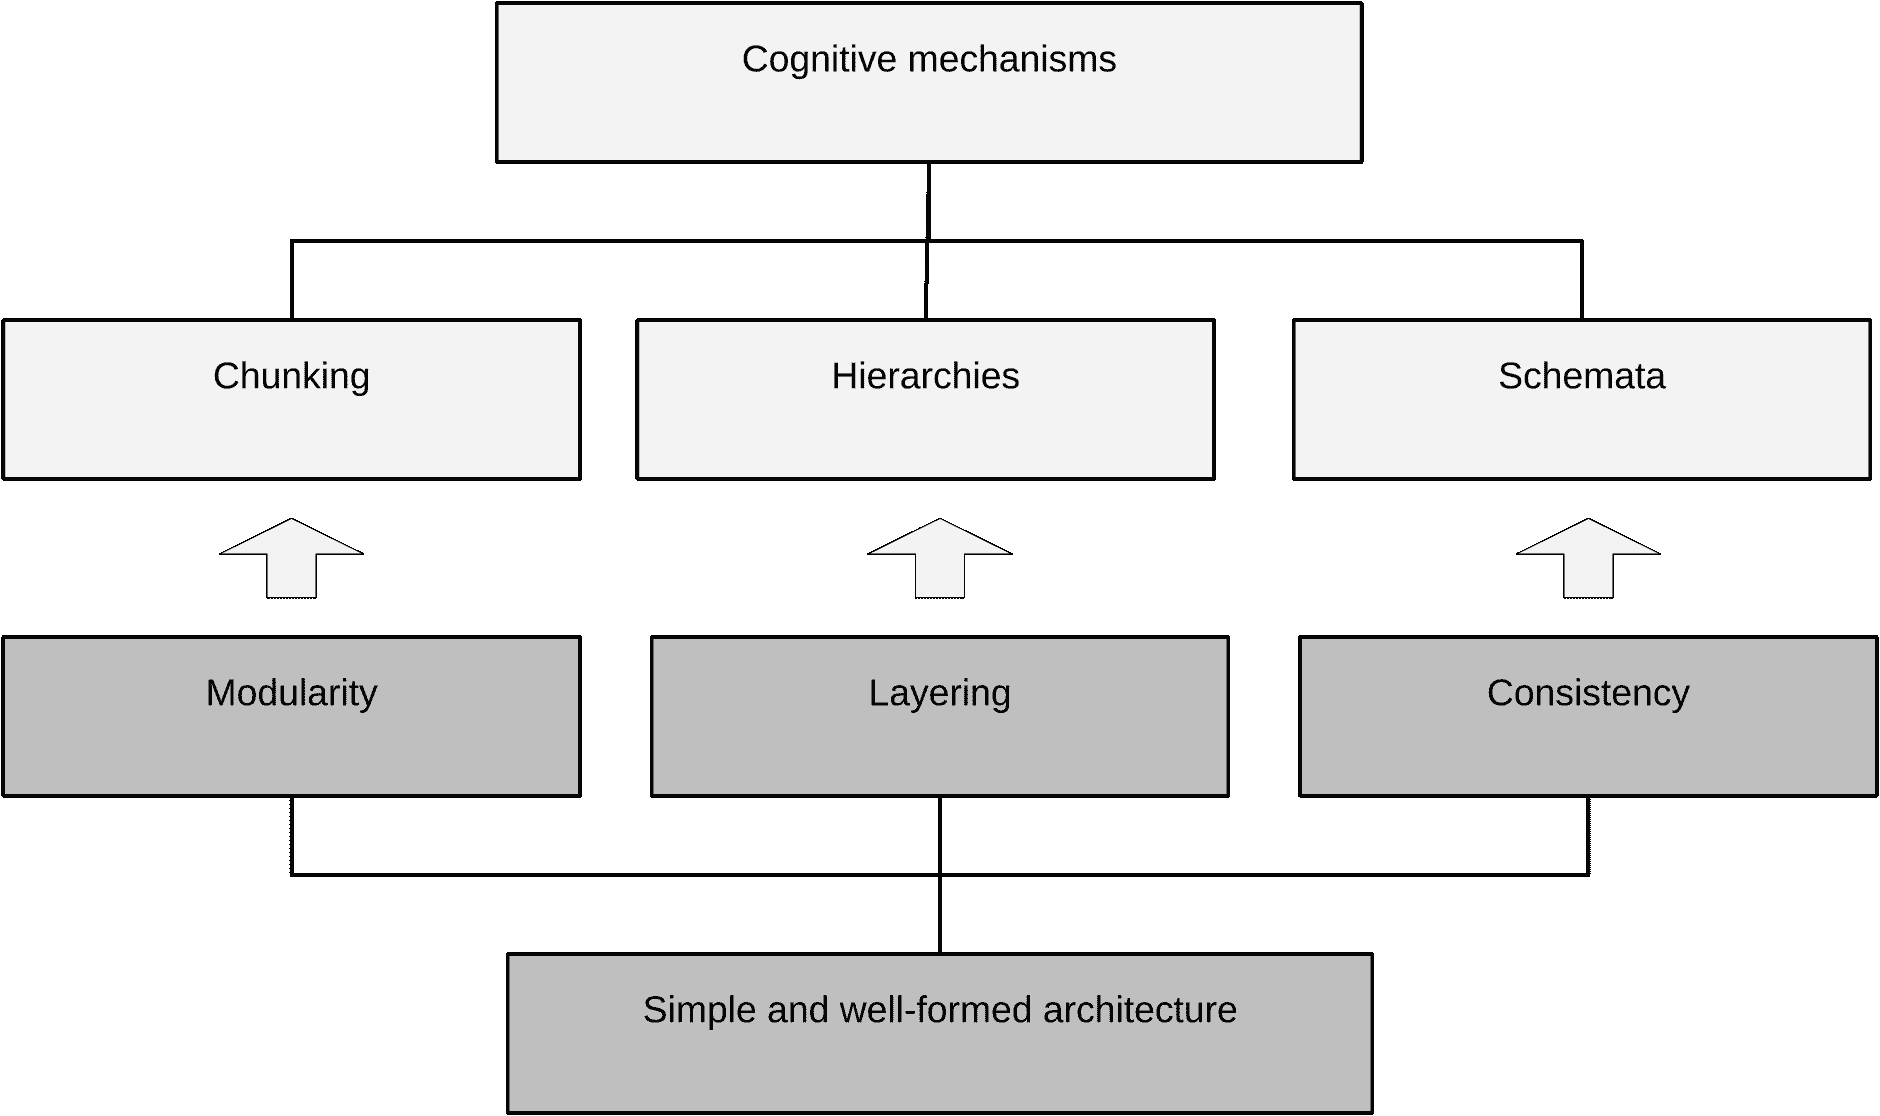 Cognitive mechanisms
Chunking
Hierarchies
Schemata
Modularity
Layering
Consistency
Simple and well-formed architecture